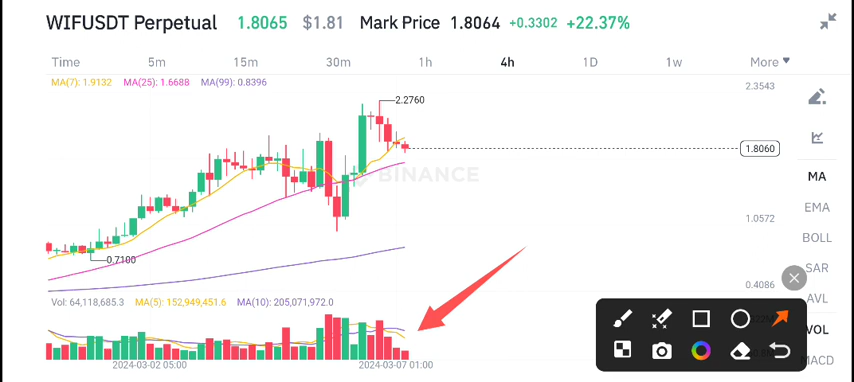 WIFUSDT Perpetual 1.8065 $1.81 Mark Price 1.8064 +0.3302 +22.37%
Time 5m 15m 30m 1h 4h 1D 1w More
MA(7): 1.9132 MA(25): 1.6688 MA(99): 0.8396
2.3543
2.2760
1.8060
BINANCE
MA
EMA
1.0572
BOLL
0.7100
SAR
0.4086
AVL
Vol: 64,118,685.3 MA(5): 152,949,451.6 MA(10): 205,071,972.0
VOL
MACD
2024-03-02 05:00 2024-03-07 01:00